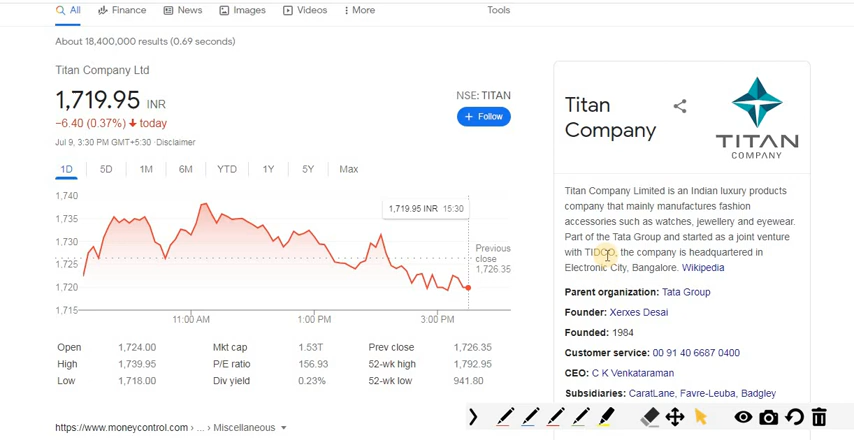 All Finance News Images Videos More Tools
About 18,400,000 results (0.69 seconds)
Titan Company Ltd
1,719.95 INR
−6.40 (0.37%) today
Jul 9, 3:30 PM GMT+5:30 · Disclaimer
NSE: TITAN
+ Follow
1D 5D 1M 6M YTD 1Y 5Y Max
1,740
1,735
1,730
1,725
1,720
1,715
1,719.95 INR 15:30
Previous
close
1,726.35
11:00 AM 1:00 PM 3:00 PM
Open 1,724.00 Mkt cap 1.53T Prev close 1,726.35
High 1,739.95 P/E ratio 156.93 52-wk high 1,792.95
Low 1,718.00 Div yield 0.23% 52-wk low 941.80
https://www.moneycontrol.com › ... › Miscellaneous
Titan
Company
TITAN
COMPANY
Titan Company Limited is an Indian luxury products
company that mainly manufactures fashion
accessories such as watches, jewellery and eyewear.
Part of the Tata Group and started as a joint venture
with TIDCO, the company is headquartered in
Electronic City, Bangalore. Wikipedia
Parent organization: Tata Group
Founder: Xerxes Desai
Founded: 1984
Customer service: 00 91 40 6687 0400
CEO: C K Venkataraman
Subsidiaries: CaratLane, Favre-Leuba, Badgley